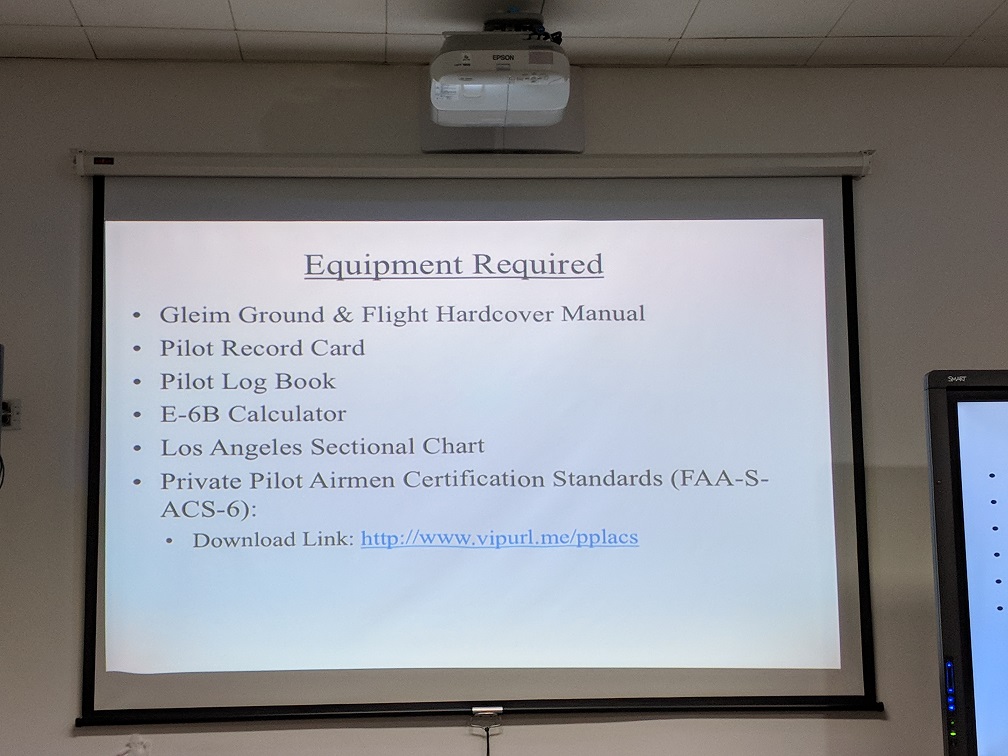 EPSON
Equipment Required
• Gleim Ground & Flight Hardcover Manual
• Pilot Record Card
• Pilot Log Book
• E-6B Calculator
• Los Angeles Sectional Chart
• Private Pilot Airmen Certification Standards (FAA-S-
ACS-6):
• Download Link: http://www.vipurl.me/pplacs
SMART